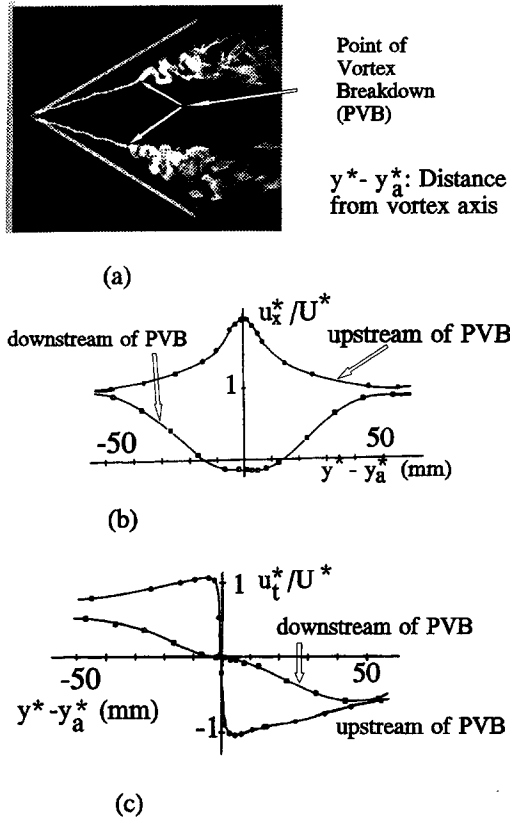 Point of
Vortex
Breakdown
(PVB)
y*- y*a: Distance
from vortex axis
(a)
u*x/U*
downstream of PVB
upstream of PVB
1
-50
50
y* - y*a (mm)
(b)
1
u*t/U*
downstream of PVB
-50
50
y* -y*a (mm)
-1
upstream of PVB
(c)